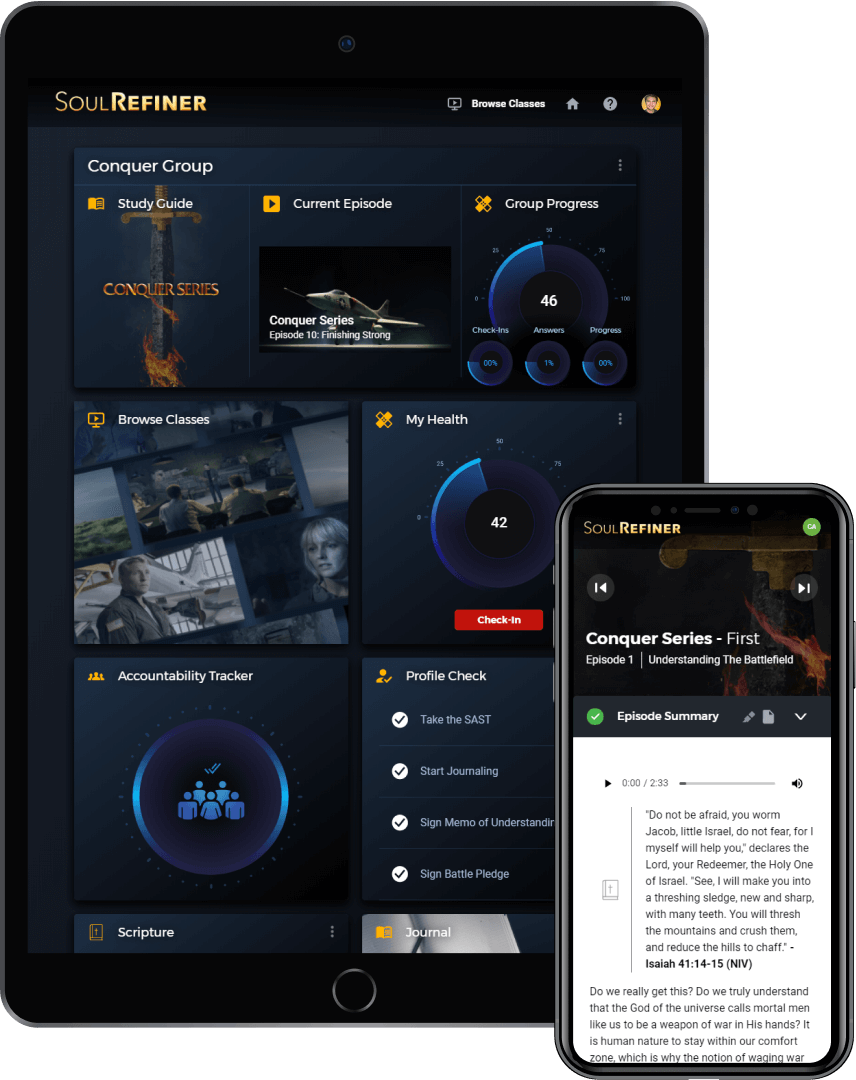 SOULREFINER
Browse Classes
Conquer Group
Study Guide
CONQUER SERIES
Current Episode
Conquer Series
Episode 10: Finishing Strong
Group Progress
50
25
75
0
46
100
Check-Ins
Answers
Progress
00%
1%
00%
Browse Classes
My Health
50
25
75
0
42
Check-In
Accountability Tracker
Profile Check
Take the SAST
Start Journaling
Sign Memo of Understandin
Sign Battle Pledge
Scripture
Journal
SOULREFINER
GA
Conquer Series - First
Episode 1 | Understanding The Battlefield
Episode Summary
0:00 / 2:33
"Do not be afraid, you worm
Jacob, little Israel, do not fear, for I
myself will help you," declares the
Lord, your Redeemer, the Holy One
of Israel. "See, I will make you into
a threshing sledge, new and sharp,
with many teeth. You will thresh
the mountains and crush them,
and reduce the hills to chaff." -
Isaiah 41:14-15 (NIV)
Do we really get this? Do we truly understand
that the God of the universe calls mortal men
like us to be a weapon of war in His hands? It
is human nature to stay within our comfort
zone, which is why the notion of waging war